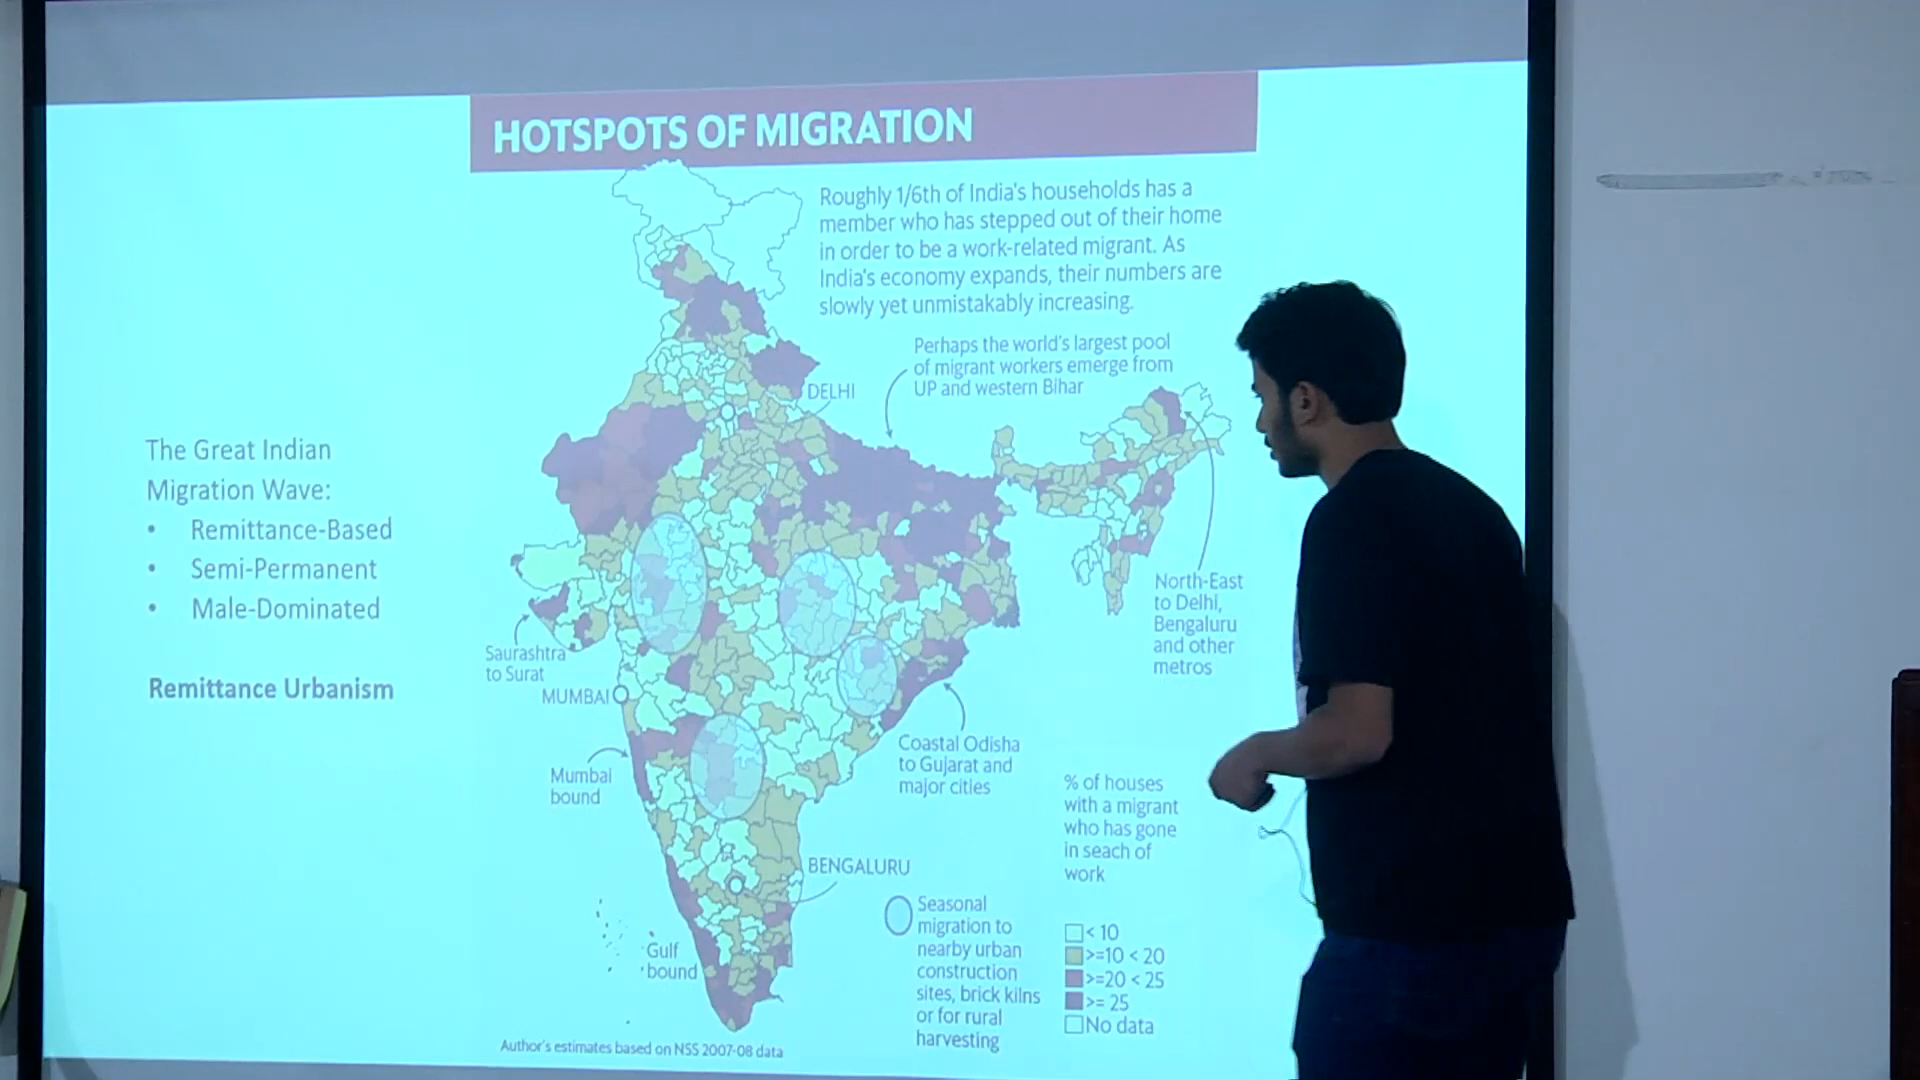 HOTSPOTS OF MIGRATION
Roughly 1/6th of India's households has a
member who has stepped out of their home
in order to be a work-related migrant. As
India's economy expands, their numbers are
slowly yet unmistakably increasing.
Perhaps the world's largest pool
of migrant workers emerge from
UP and western Bihar
DELHI
The Great Indian
Migration Wave:
• Remittance-Based
• Semi-Permanent
• Male-Dominated
Remittance Urbanism
North-East
to Delhi,
Bengaluru
and other
metros
Saurashtra
to Surat
MUMBAI
Mumbai
bound
Coastal Odisha
to Gujarat and
major cities
BENGALURU
Gulf
bound
Seasonal
migration to
nearby urban
construction
sites, brick kilns
or for rural
harvesting
% of houses
with a migrant
who has gone
in seach of
work
< 10
>=10 < 20
>=20 < 25
>= 25
No data
Author's estimates based on NSS 2007-08 data